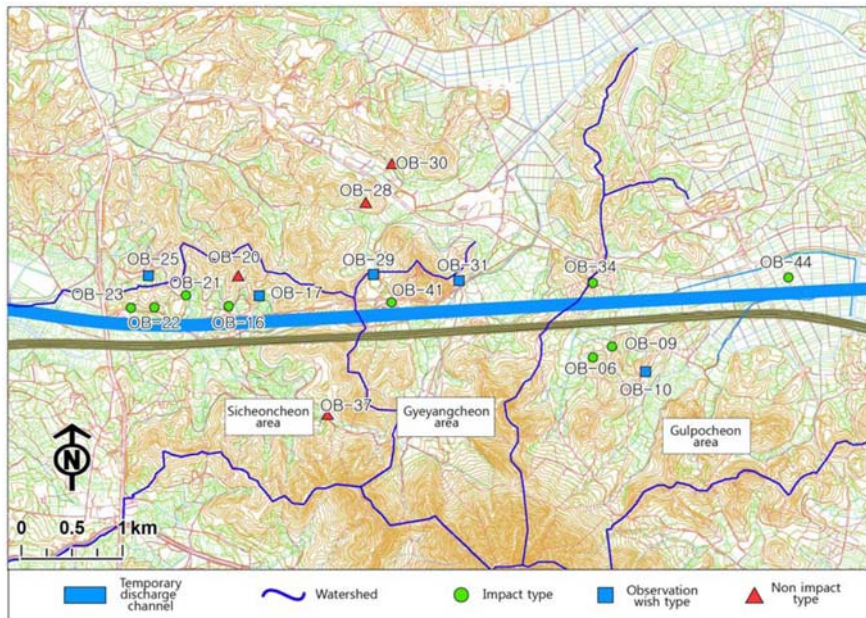 OB-30
OB-28
OB-25
OB-20
OB-29
OB-31
OB-34
OB-44
OB-23
OB-21
OB-17
OB-41
OB-22
OB-16
OB-09
OB-06
OB-10
OB-37
Sicheoncheon
area
Gyeyangcheon
area
Gulpocheon
area
N
0 0.5 1 km
Temporary
discharge
channel
Watershed
Impact type
Observation
wish type
Non impact
type